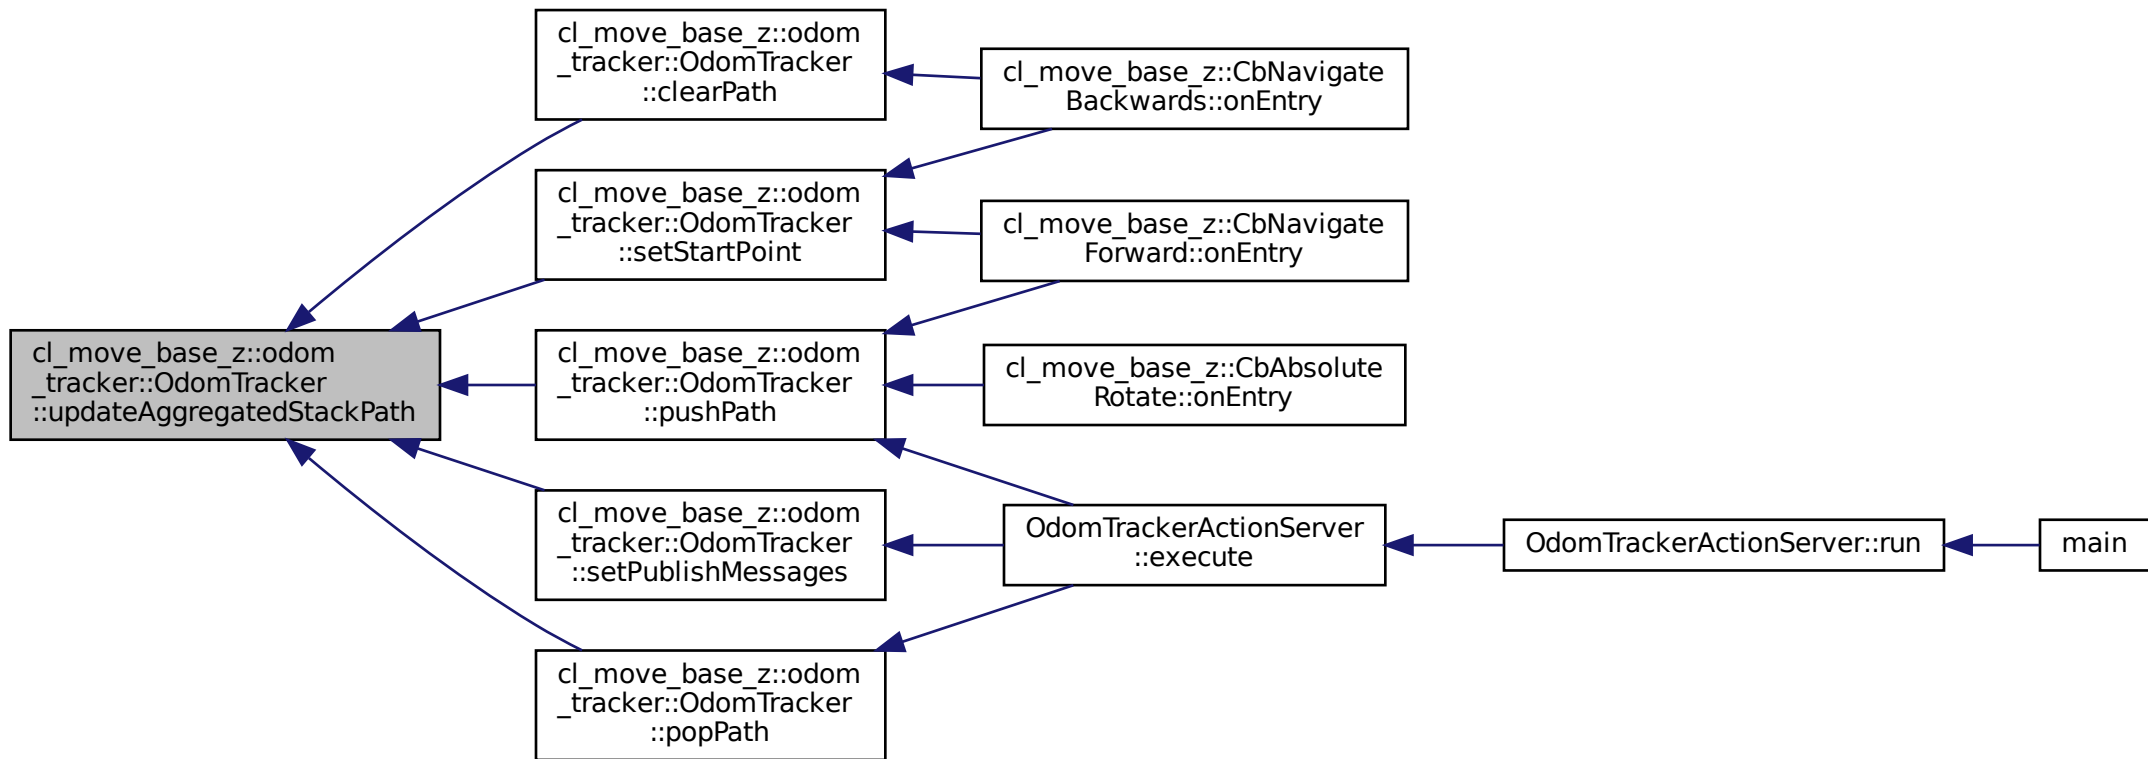 cl_move_base_z::odom
_tracker::OdomTracker
::updateAggregatedStackPath
cl_move_base_z::odom
_tracker::OdomTracker
::clearPath
cl_move_base_z::odom
_tracker::OdomTracker
::setStartPoint
cl_move_base_z::odom
_tracker::OdomTracker
::pushPath
cl_move_base_z::odom
_tracker::OdomTracker
::setPublishMessages
cl_move_base_z::odom
_tracker::OdomTracker
::popPath
cl_move_base_z::CbNavigate
Backwards::onEntry
cl_move_base_z::CbNavigate
Forward::onEntry
cl_move_base_z::CbAbsolute
Rotate::onEntry
OdomTrackerActionServer
::execute
OdomTrackerActionServer::run
main